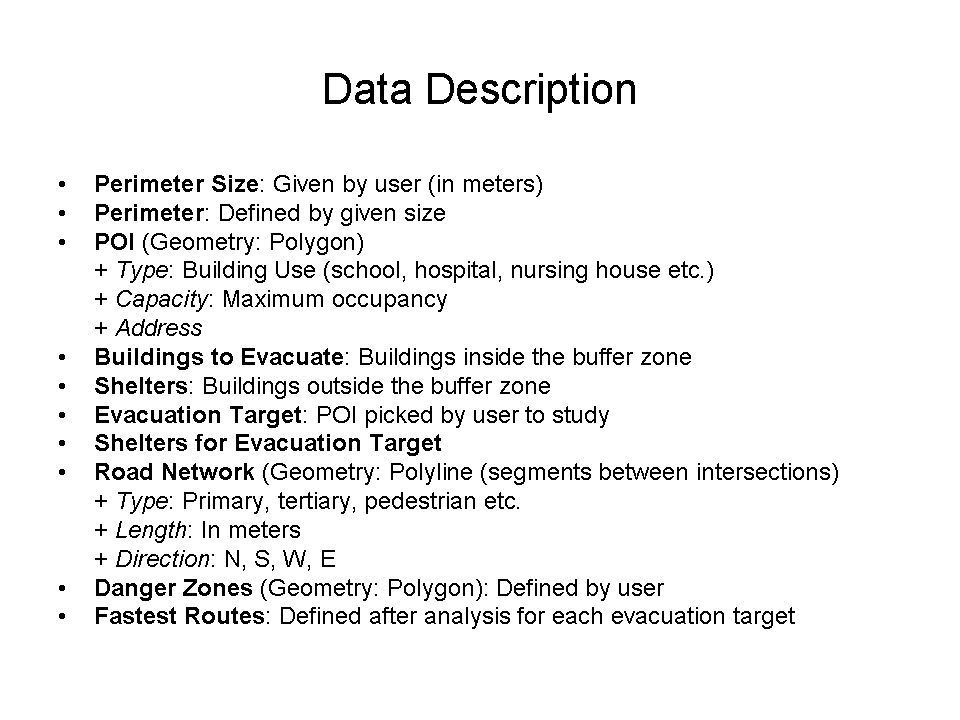 Data Description
• Perimeter Size: Given by user (in meters)
• Perimeter: Defined by given size
• POI (Geometry: Polygon)
+ Type: Building Use (school, hospital, nursing house etc.)
+ Capacity: Maximum occupancy
+ Address
• Buildings to Evacuate: Buildings inside the buffer zone
• Shelters: Buildings outside the buffer zone
• Evacuation Target: POI picked by user to study
• Shelters for Evacuation Target
• Road Network (Geometry: Polyline (segments between intersections)
+ Type: Primary, tertiary, pedestrian etc.
+ Length: In meters
+ Direction: N, S, W, E
• Danger Zones (Geometry: Polygon): Defined by user
• Fastest Routes: Defined after analysis for each evacuation target